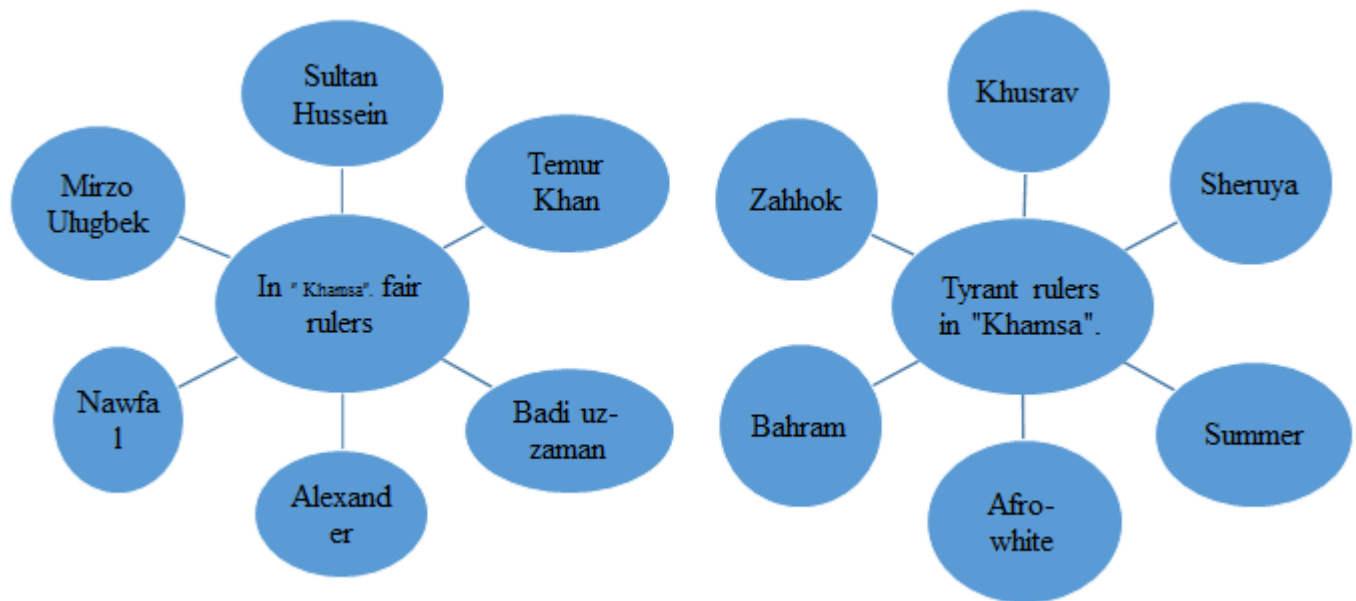 Sultan
Hussein
Temur
Khan
Badi uz-
zaman
Alexand
er
Nawfa
l
Mirzo
Ulugbek
In " Khamsa". fair
rulers
Khusrav
Sheruya
Summer
Afro-
white
Bahram
Zahhok
Tyrant rulers
in "Khamsa".